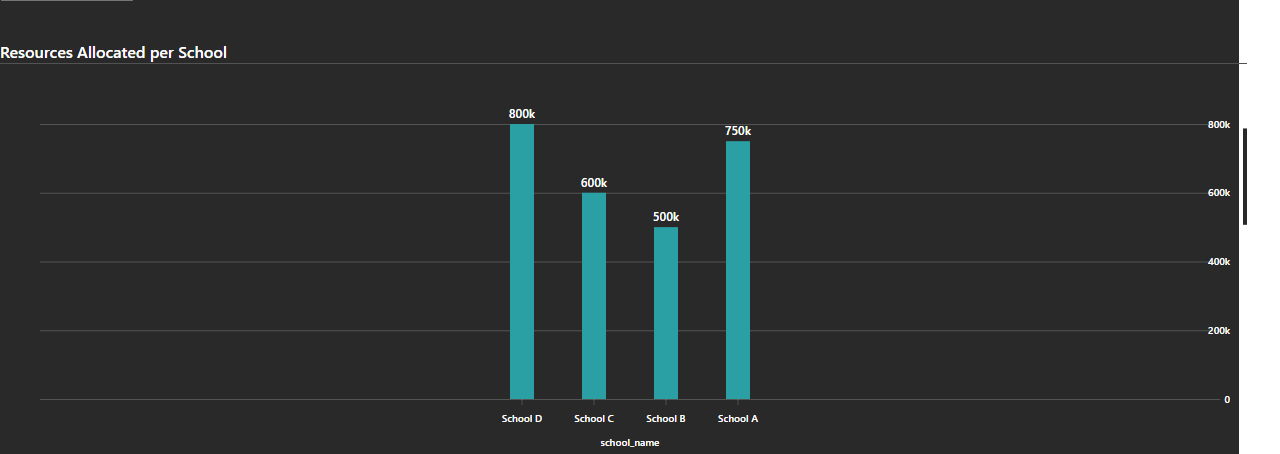 Resources Allocated per School
800k
750k
600k
500k
800k
600k
400k
200k
0
School D School C School B School A
school_name